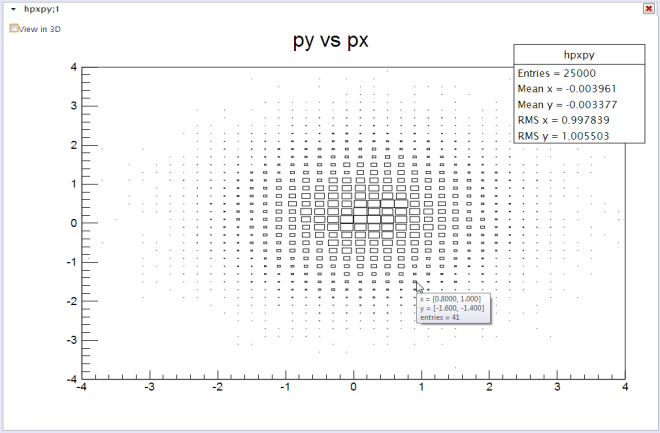 hpxpy;1
View in 3D
py vs px
hpxpy
Entries = 25000
Mean x = -0.003961
Mean y = -0.003377
RMS x = 0.997839
RMS y = 1.005503
4
3
2
1
0
-1
-2
-3
-4
x = [0.8000, 1.000]
y = [-1.600, -1.400]
entries = 41
-4 -3 -2 -1 0 1 2 3 4